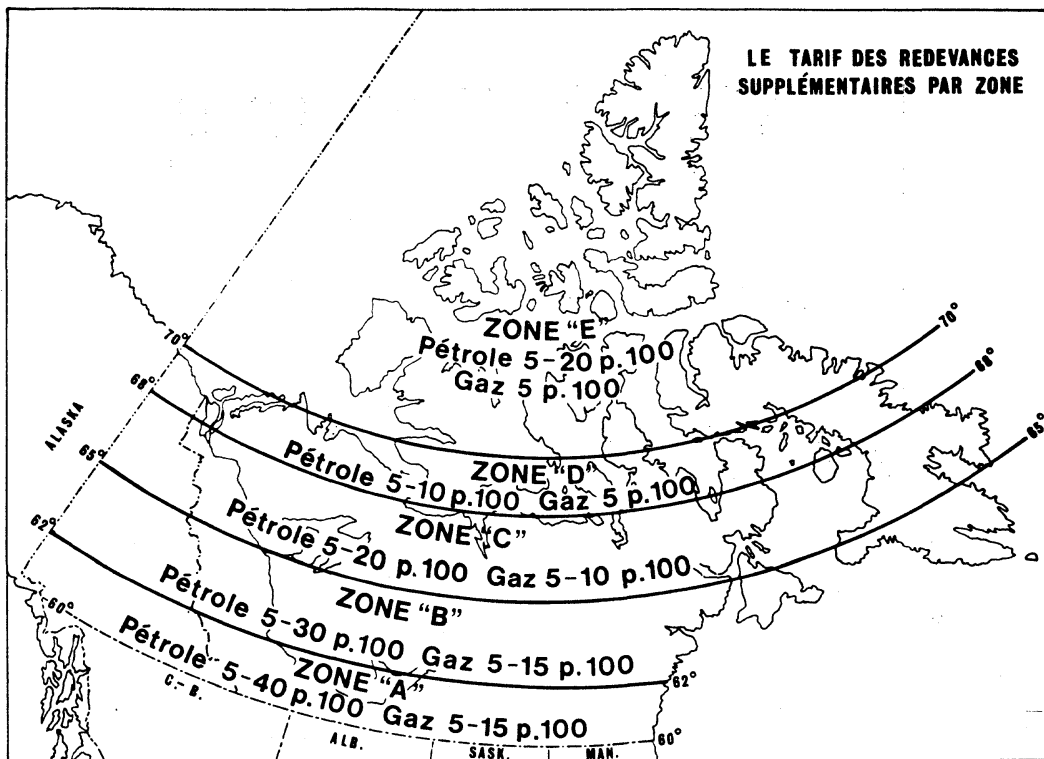 LE TARIF DES REDEVANCES
SUPPLÉMENTAIRES PAR ZONE
ZONE "E"
Pétrole 5-20 p.100
Gaz 5 p.100
70°
70°
68°
68°
ALASKA
65°
65°
ZONE "D"
Pétrole 5-10 p.100 Gaz 5 p.100
ZONE "C"
Pétrole 5-20 p.100 Gaz 5-10 p.100
62°
ZONE "B"
Pétrole 5-30 p.100 Gaz 5-15 p.100
62°
60°
ZONE "A"
Pétrole 5-40 p.100 Gaz 5-15 p.100
60°
C.-B.
ALB.
SASK.
MAN.